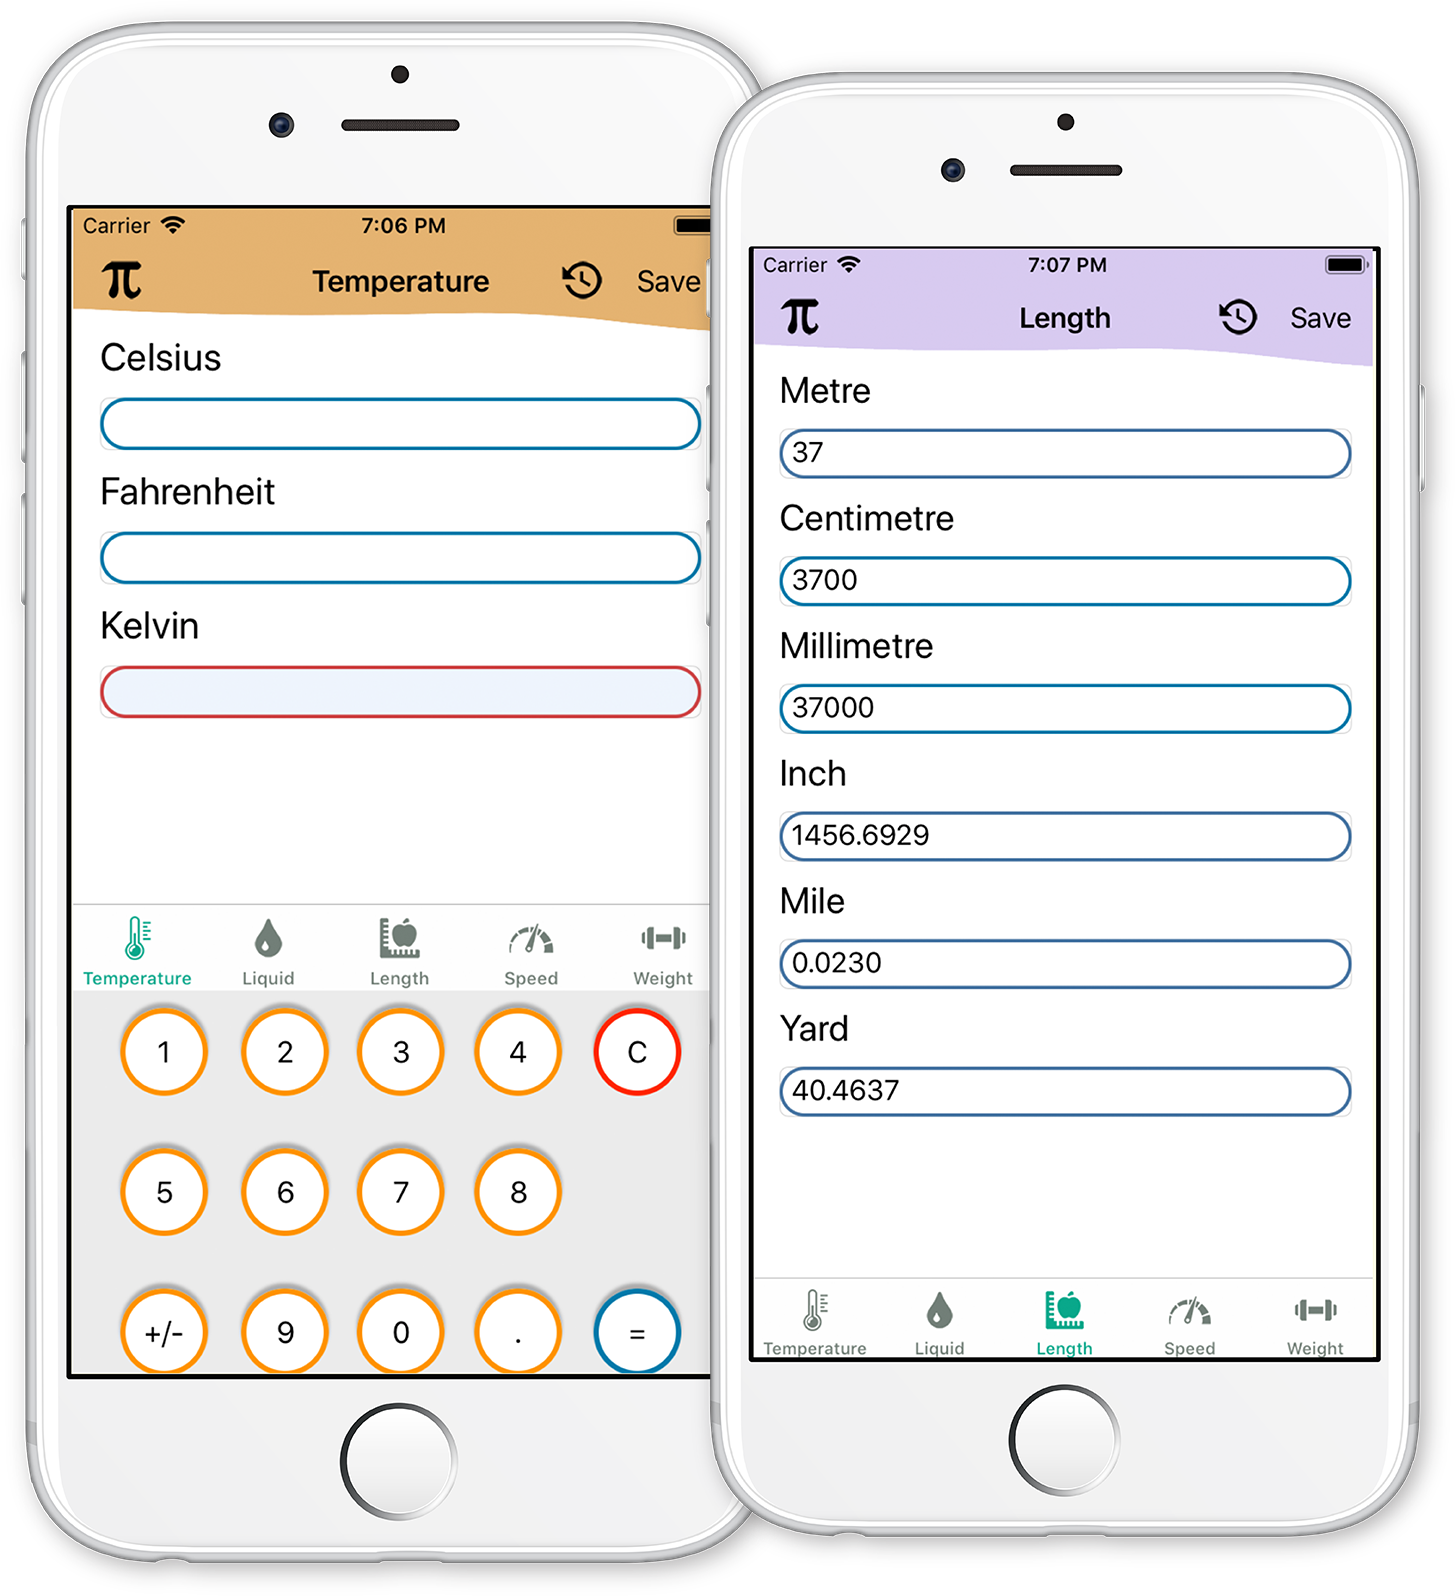 Carrier 7:06 PM
π Temperature Save
Celsius
Fahrenheit
Kelvin
Temperature Liquid Length Speed Weight
1 2 3 4 C
5 6 7 8
+/- 9 0 . =
Carrier 7:07 PM
π Length Save
Metre
37
Centimetre
3700
Millimetre
37000
Inch
1456.6929
Mile
0.0230
Yard
40.4637
Temperature Liquid Length Speed Weight